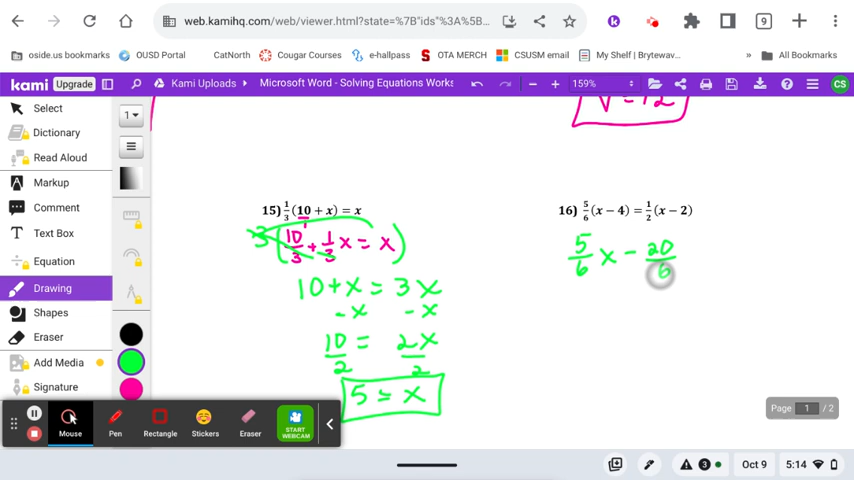 web.kamihq.com/web/viewer.html?state=%7B"ids"%3A%5B...
9
oside.us bookmarks OUSD Portal CatNorth Cougar Courses e-hallpass OTA MERCH CSUSM email My Shelf | Brytewav... » All Bookmarks
kami Upgrade Kami Uploads Microsoft Word - Solving Equations Works 159% CS
Select
Dictionary
Read Aloud
Markup
Comment
Text Box
Equation
Drawing
Shapes
Eraser
Add Media
Signature
1
V = 12
15) 1/3 (10 + x) = x
3(10/3 + 1/3 x = x)
10 + x = 3x
- x - x
10/2 = 2x/2
5 = x
16) 5/6 (x − 4) = 1/2 (x − 2)
5/6 x - 20/6
Page 1 / 2
Mouse Pen Rectangle Stickers Eraser START WEBCAM
3 Oct 9 5:14